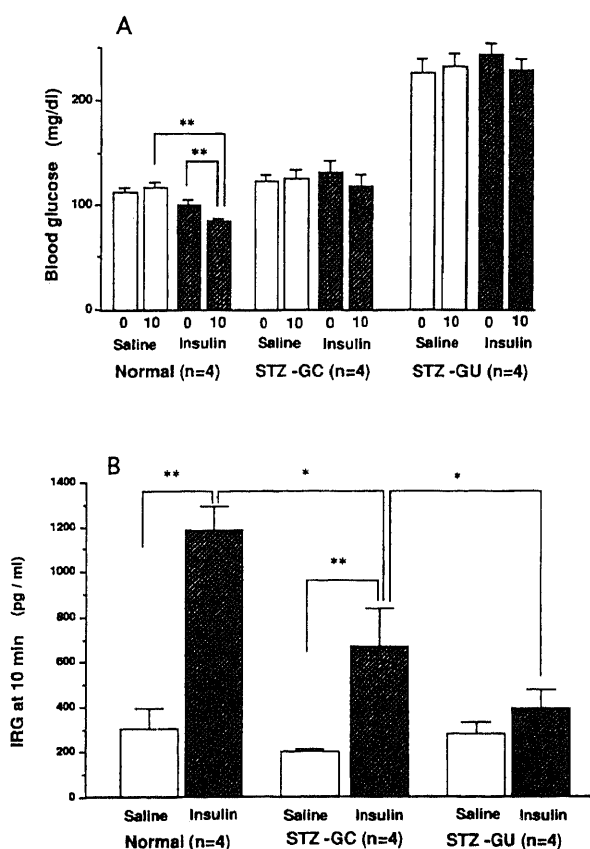 A
Blood glucose (mg/dl)
200
100
0
**
**
0 10 0 10 0 10 0 10 0 10 0 10
Saline Insulin Saline Insulin Saline Insulin
Normal (n=4) STZ -GC (n=4) STZ -GU (n=4)
B
IRG at 10 min (pg / ml)
1400
1200
1000
800
600
400
200
0
** * *
**
Saline Insulin Saline Insulin Saline Insulin
Normal (n=4) STZ -GC (n=4) STZ -GU (n=4)